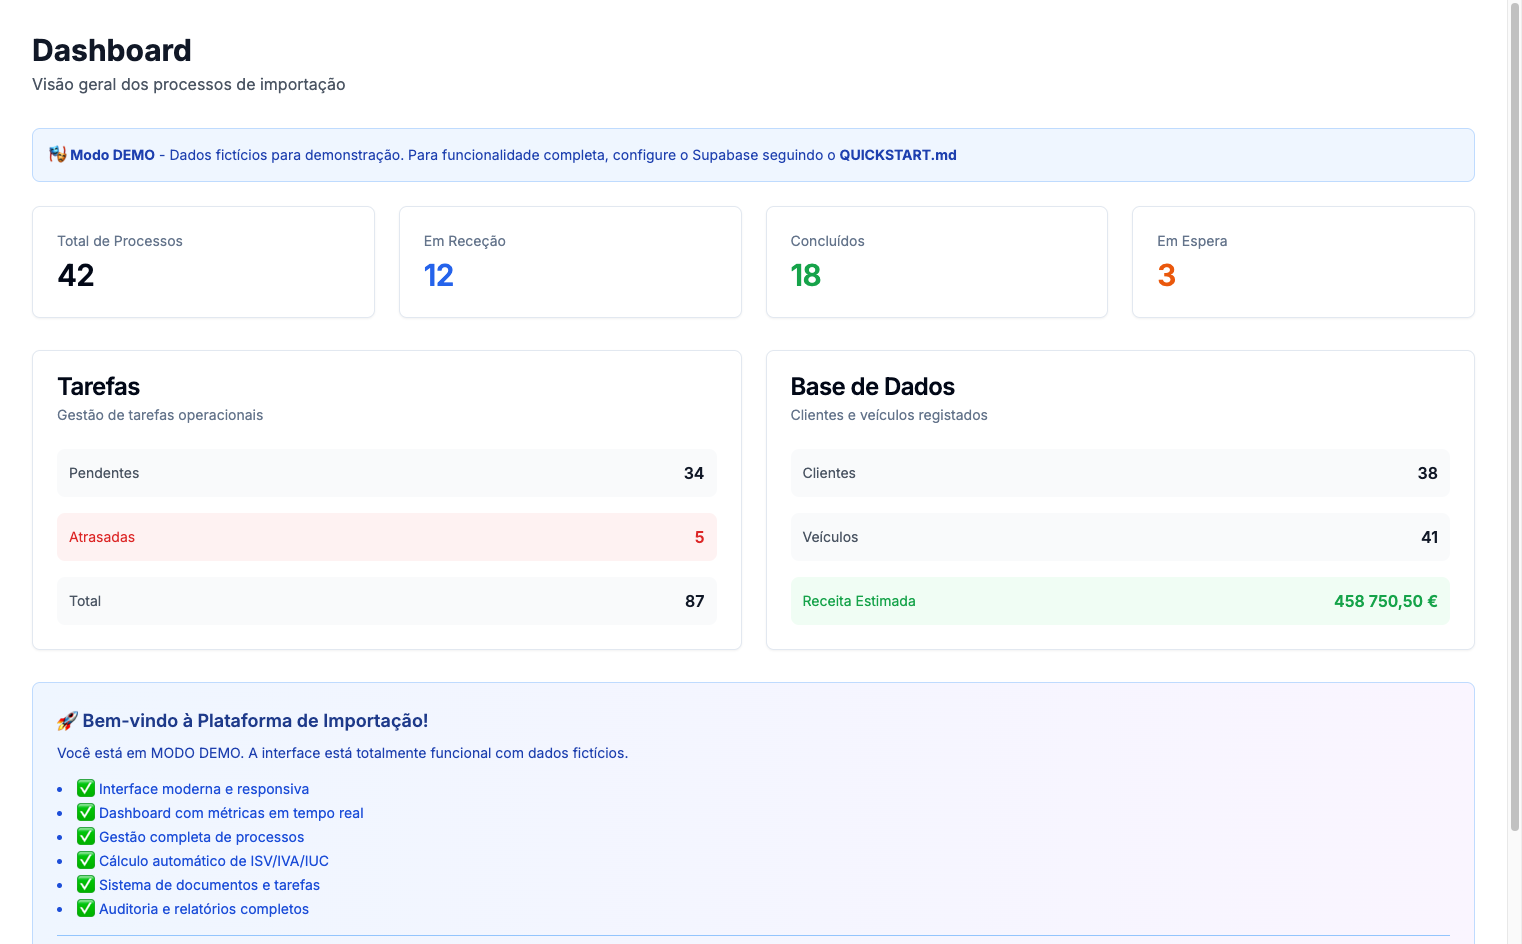 Dashboard
Visão geral dos processos de importação
Modo DEMO - Dados fictícios para demonstração. Para funcionalidade completa, configure o Supabase seguindo o QUICKSTART.md
Total de Processos
42
Em Receção
12
Concluídos
18
Em Espera
3
Tarefas
Gestão de tarefas operacionais
Pendentes 34
Atrasadas 5
Total 87
Base de Dados
Clientes e veículos registados
Clientes 38
Veículos 41
Receita Estimada 458 750,50 €
🚀 Bem-vindo à Plataforma de Importação!
Você está em MODO DEMO. A interface está totalmente funcional com dados fictícios.
• ✅ Interface moderna e responsiva
• ✅ Dashboard com métricas em tempo real
• ✅ Gestão completa de processos
• ✅ Cálculo automático de ISV/IVA/IUC
• ✅ Sistema de documentos e tarefas
• ✅ Auditoria e relatórios completos